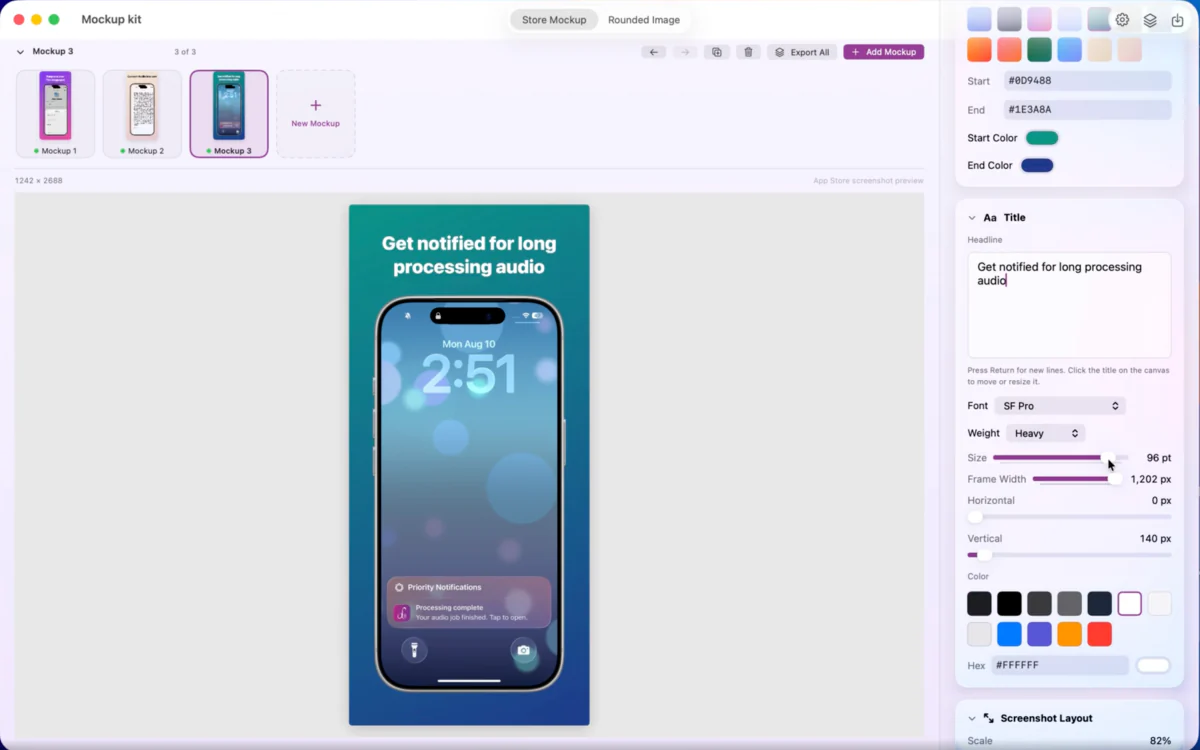 Mockup kit
Store Mockup
Rounded Image
Mockup 3
3 of 3
Export All
+ Add Mockup
Mockup 1
Mockup 2
Mockup 3
+
New Mockup
1242 × 2688
App Store screenshot preview
Get notified for long
processing audio
Mon Aug 10
2:51
Priority Notifications
Processing complete
Your audio job finished. Tap to open.
Start
#0D9488
End
#1E3A8A
Start Color
End Color
Aa Title
Headline
Get notified for long processing
audio
Press Return for new lines. Click the title on the canvas
to move or resize it.
Font
SF Pro
Weight
Heavy
Size
96 pt
Frame Width
1,202 px
Horizontal
0 px
Vertical
140 px
Color
Hex
#FFFFFF
Screenshot Layout
Scale
82%